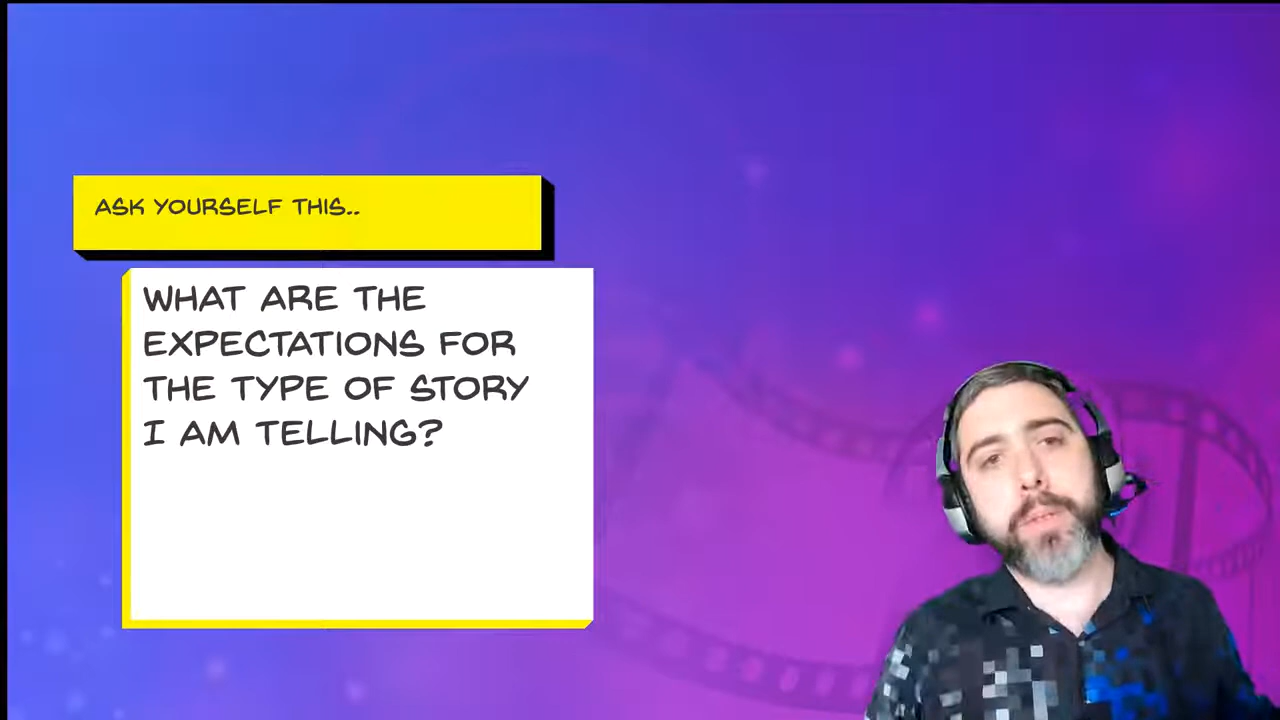 ASK YOURSELF THIS..
WHAT ARE THE
EXPECTATIONS FOR
THE TYPE OF STORY
I AM TELLING?